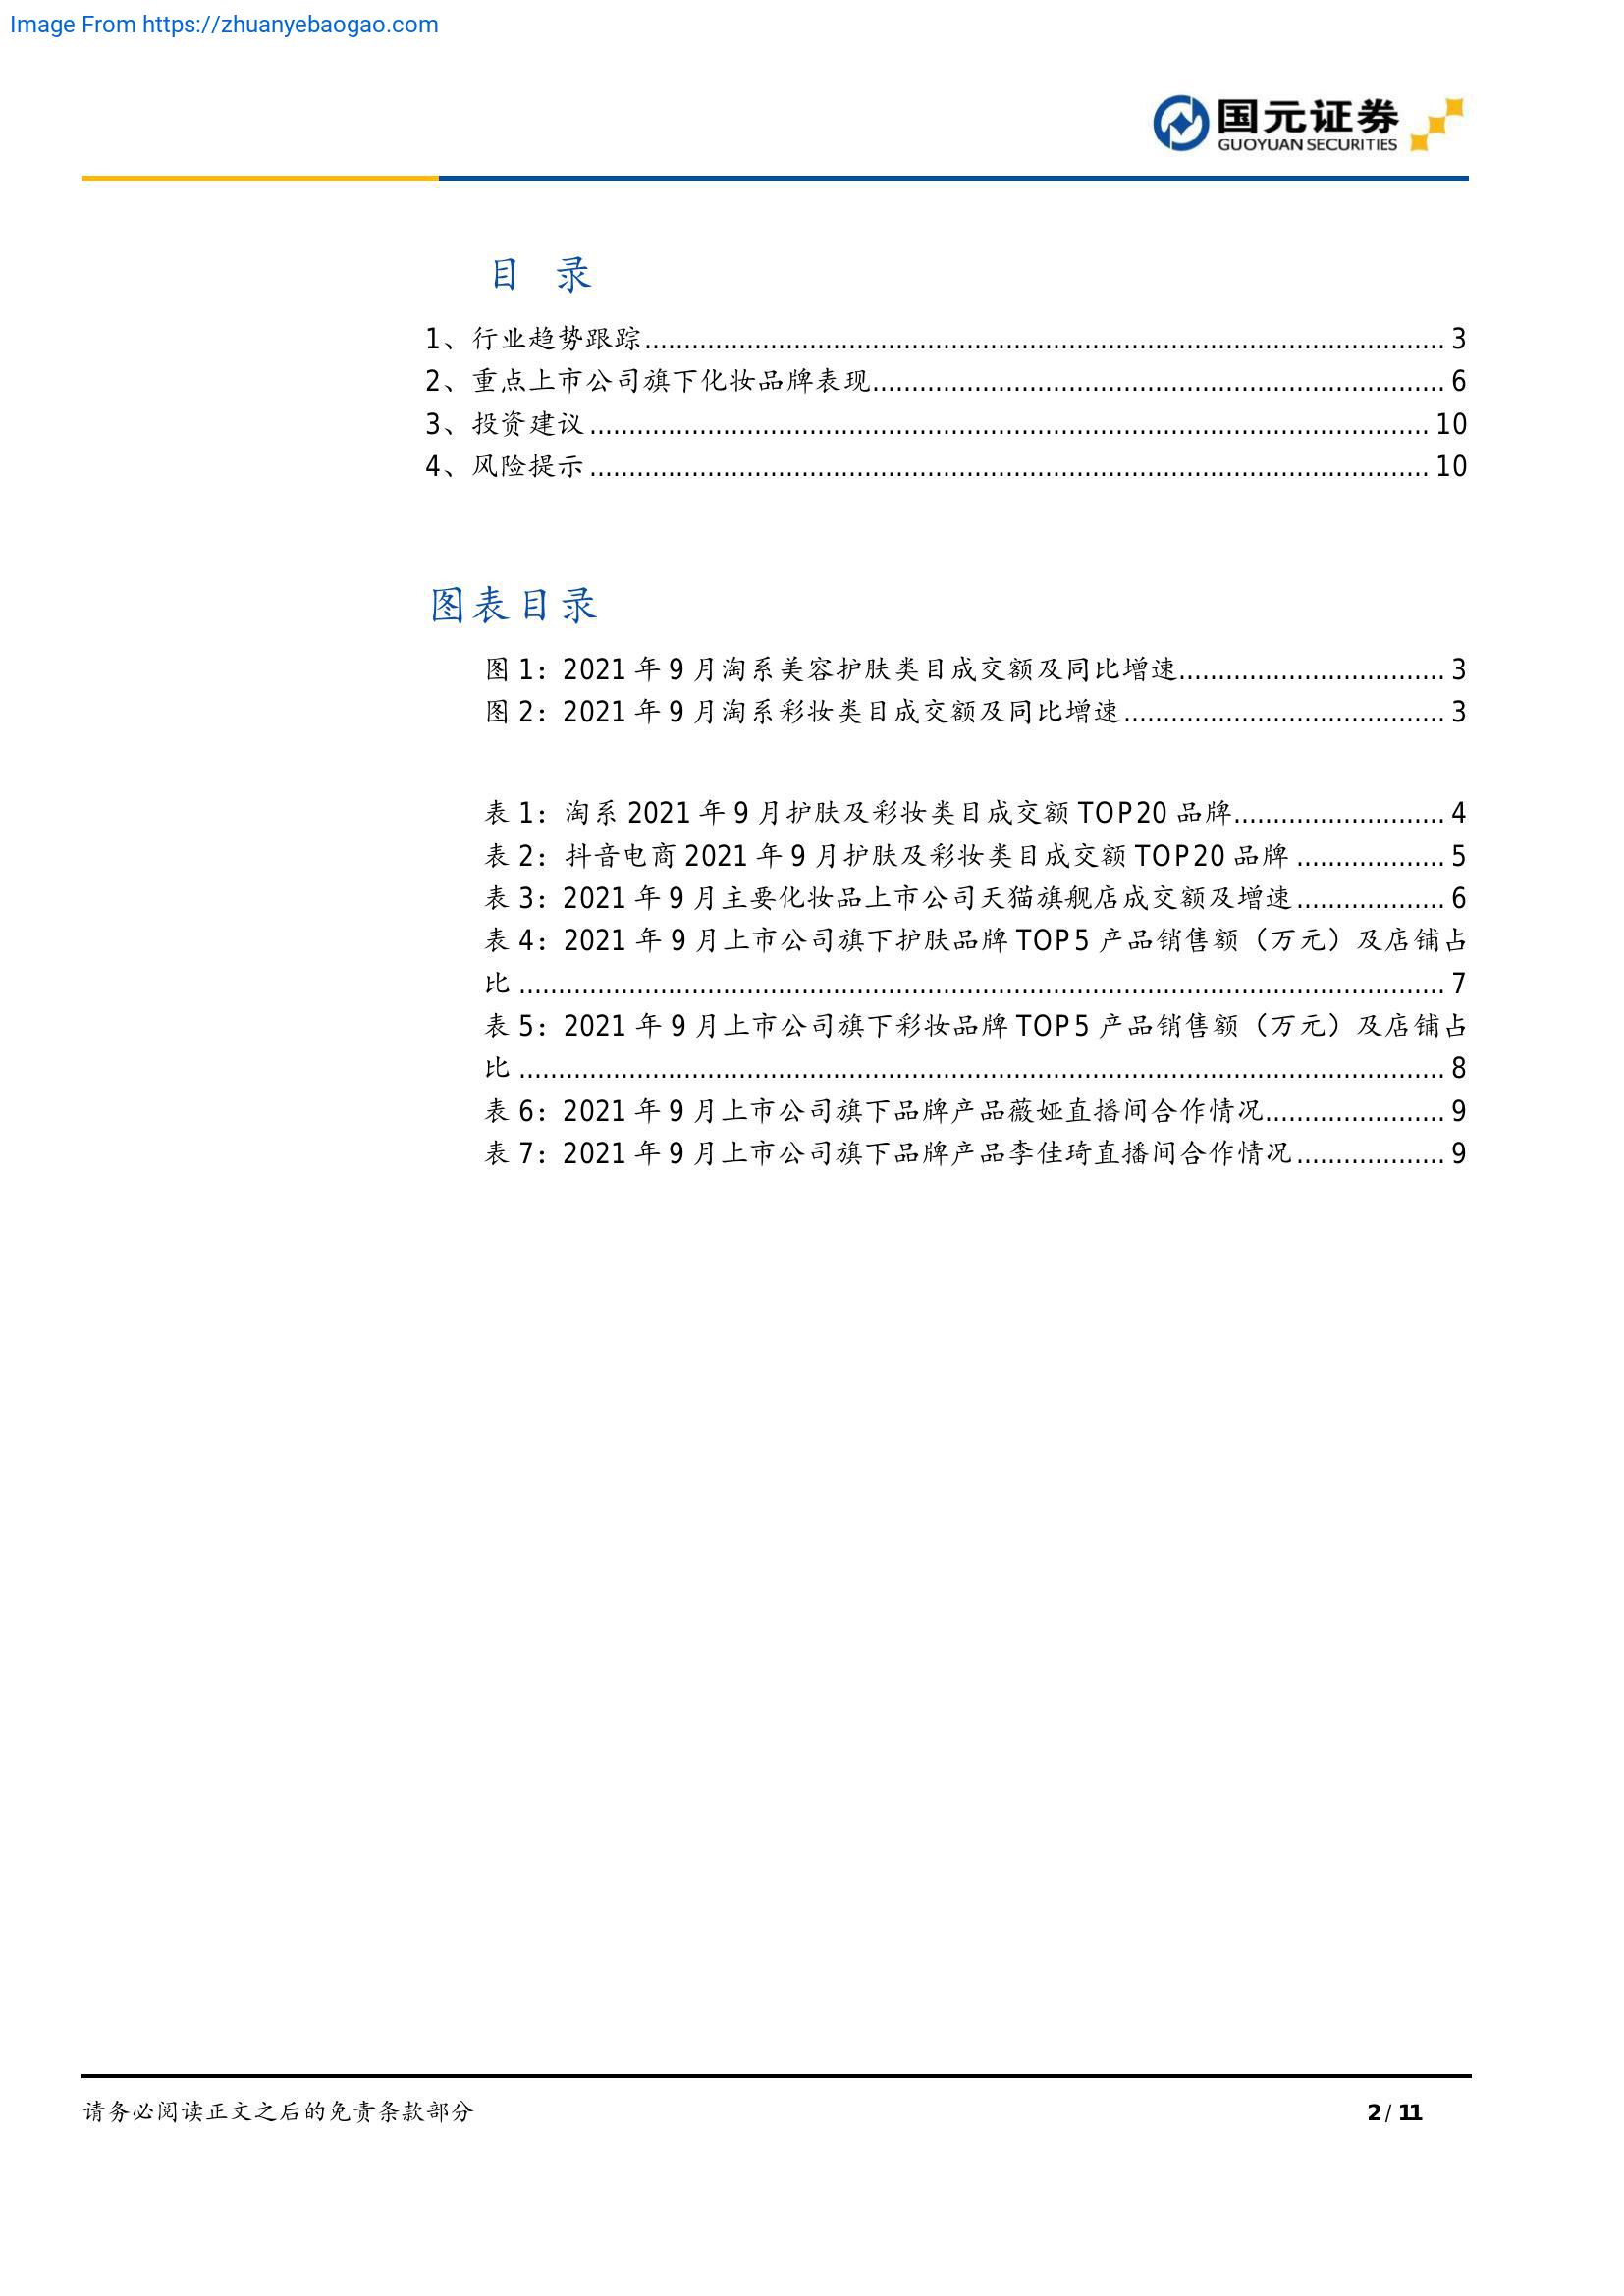 Image From https://zhuanyebaogao.com
国元证券
GUOYUAN SECURITIES
目 录
1、行业趋势跟踪........................................................................................................ 3
2、重点上市公司旗下化妆品牌表现.......................................................................... 6
3、投资建议............................................................................................................ 10
4、风险提示............................................................................................................ 10
图表目录
图 1：2021 年 9 月淘系美容护肤类目成交额及同比增速.................................. 3
图 2：2021 年 9 月淘系彩妆类目成交额及同比增速......................................... 3
表 1：淘系 2021 年 9 月护肤及彩妆类目成交额 TOP20 品牌........................... 4
表 2：抖音电商 2021 年 9 月护肤及彩妆类目成交额 TOP20 品牌................... 5
表 3：2021 年 9 月主要化妆品上市公司天猫旗舰店成交额及增速................... 6
表 4：2021 年 9 月上市公司旗下护肤品牌 TOP5 产品销售额（万元）及店铺占
比....................................................................................................................... 7
表 5：2021 年 9 月上市公司旗下彩妆品牌 TOP5 产品销售额（万元）及店铺占
比....................................................................................................................... 8
表 6：2021 年 9 月上市公司旗下品牌产品薇娅直播间合作情况....................... 9
表 7：2021 年 9 月上市公司旗下品牌产品李佳琦直播间合作情况................... 9
请务必阅读正文之后的免责条款部分
2 / 11